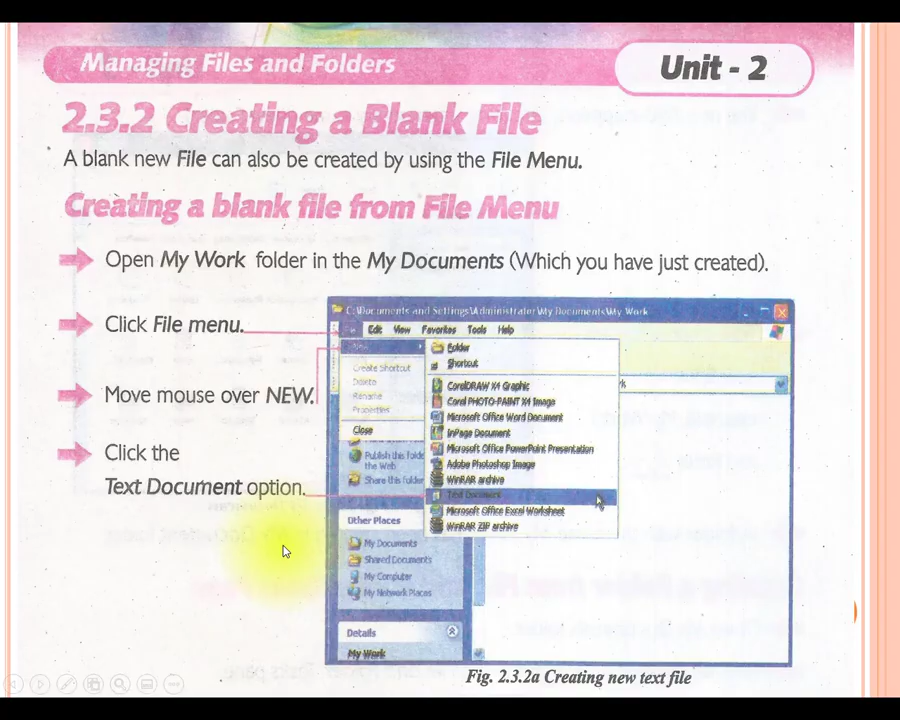 Managing Files and Folders
Unit - 2
2.3.2 Creating a Blank File
A blank new File can also be created by using the File Menu.
Creating a blank file from File Menu
Open My Work folder in the My Documents (Which you have just created).
Click File menu.
Move mouse over NEW.
Click the
Text Document option.
C:\Documents and Settings\Administrator\My Documents\My Work
Edit View Favorites Tools Help
Create Shortcut
Delete
Rename
Properties
Close
Folder
Shortcut
CorelDRAW X4 Graphic
Corel PHOTO-PAINT X4 Image
Microsoft Office Word Document
InPage Document
Microsoft Office PowerPoint Presentation
Adobe Photoshop Image
WinRAR archive
Text Document
Microsoft Office Excel Worksheet
WinRAR ZIP archive
Publish this folde
the Web
Share this folder
Other Places
My Documents
Shared Documents
My Computer
My Network Places
Details
My Work
Fig. 2.3.2a Creating new text file